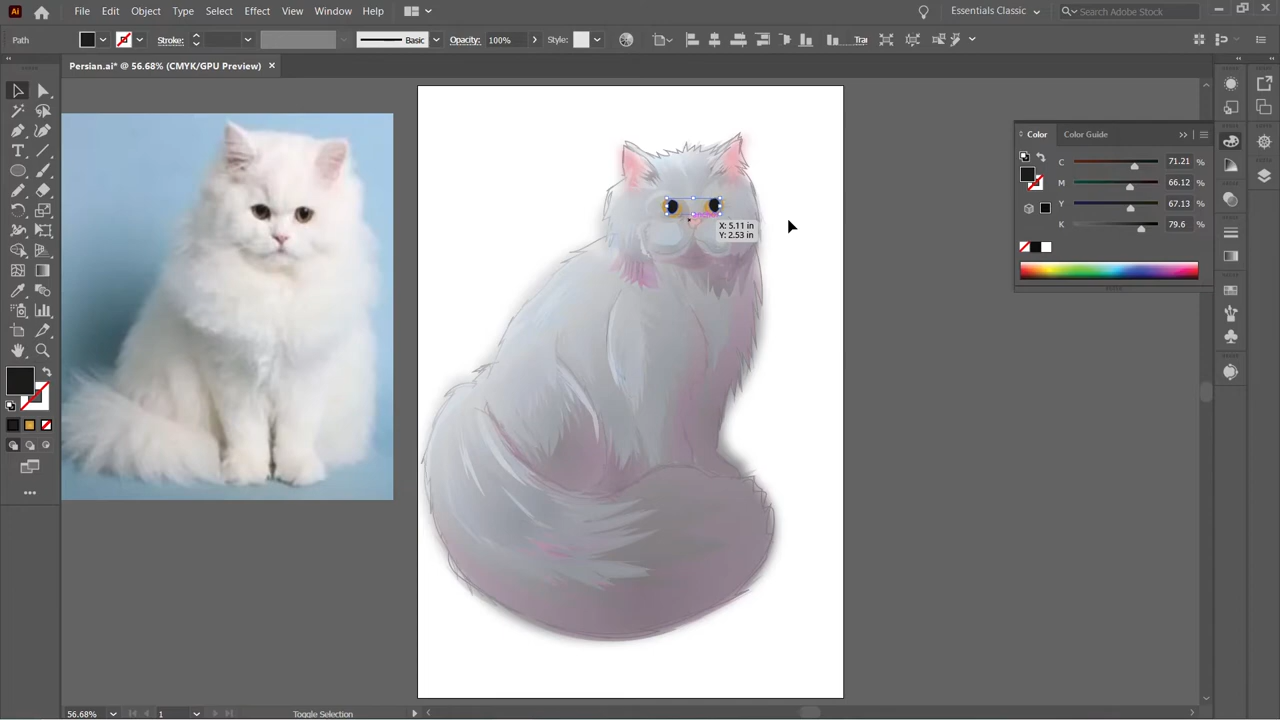 Ai File Edit Object Type Select Effect View Window Help Essentials Classic Search Adobe Stock
Path Stroke: Basic Opacity: 100% Style:
Persian.ai* @ 56.68% (CMYK/GPU Preview)
Color Color Guide
C 71.21 %
M 66.12 %
Y 67.13 %
K 79.6 %
X: 5.11 in
Y: 2.53 in
56.68% 1 Toggle Selection